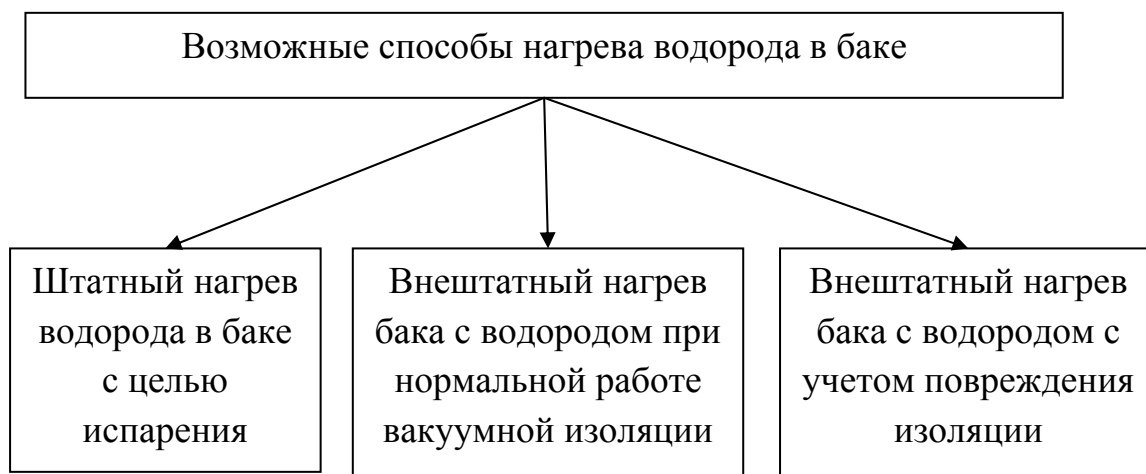 Возможные способы нагрева водорода в баке
Штатный нагрев
водорода в баке
с целью
испарения
Внештатный нагрев
бака с водородом при
нормальной работе
вакуумной изоляции
Внештатный нагрев
бака с водородом с
учетом повреждения
изоляции